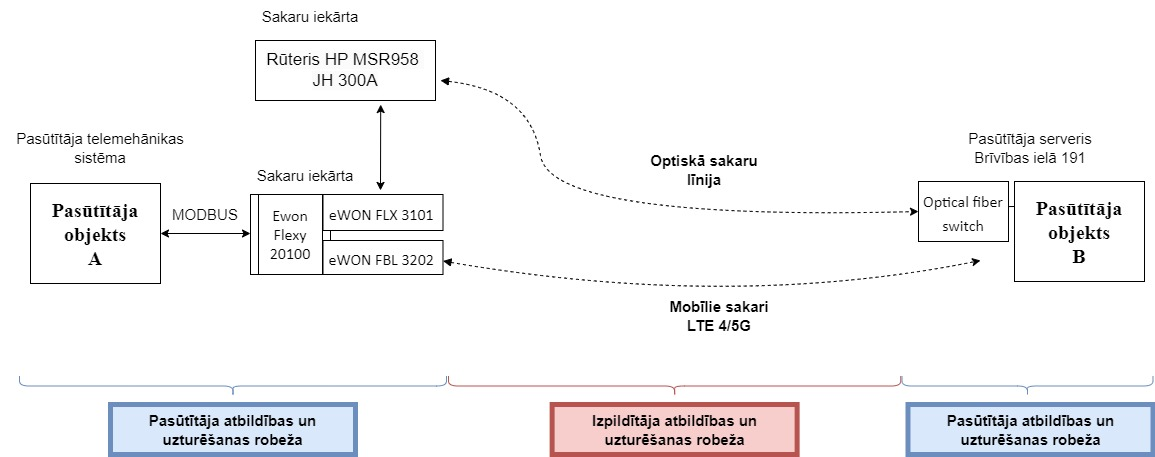 Sakaru iekārta
Rūteris HP MSR958
JH 300A
Pasūtītāja telemehānikas
sistēma
Pasūtītāja
objekts
A
MODBUS
Sakaru iekārta
Ewon
Flexy
20100
eWON FLX 3101
eWON FBL 3202
Optiskā sakaru
līnija
Mobīlie sakari
LTE 4/5G
Pasūtītāja serveris
Brīvības ielā 191
Optical fiber
switch
Pasūtītāja
objekts
B
Pasūtītāja atbildības un
uzturēšanas robeža
Izpildītāja atbildības un
uzturēšanas robeža
Pasūtītāja atbildības un
uzturēšanas robeža